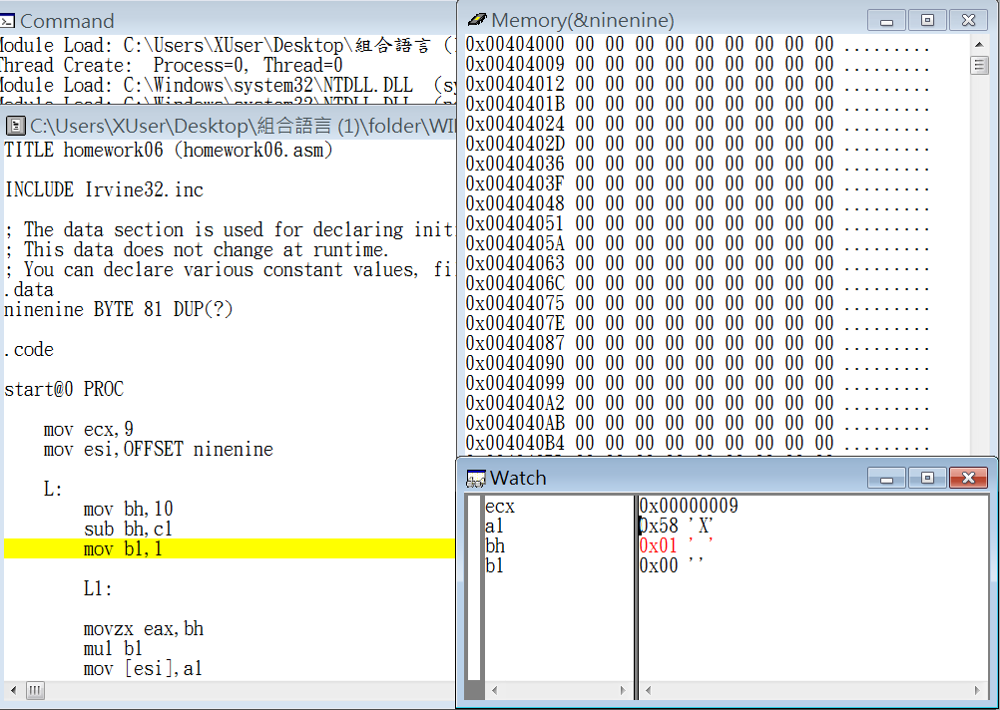 Command
Module Load: C:\Users\XUser\Desktop\組合語言 (
Thread Create:  Process=0, Thread=0
Module Load: C:\Windows\system32\NTDLL.DLL  (sy
C:\Users\XUser\Desktop\組合語言 (1)\folder\WI
TITLE homework06 (homework06.asm)
INCLUDE Irvine32.inc
; The data section is used for declaring initi
; This data does not change at runtime.
; You can declare various constant values, fi
.data
ninenine BYTE 81 DUP(?)
.code
start@0 PROC
mov ecx,9
mov esi,OFFSET ninenine
L:
mov bh,10
sub bh,cl
mov bl,1
L1:
movzx eax,bh
mul bl
mov [esi],al
Memory(&ninenine)
0x00404000 00 00 00 00 00 00 00 00 00 .........
0x00404009 00 00 00 00 00 00 00 00 00 .........
0x00404012 00 00 00 00 00 00 00 00 00 .........
0x0040401B 00 00 00 00 00 00 00 00 00 .........
0x00404024 00 00 00 00 00 00 00 00 00 .........
0x0040402D 00 00 00 00 00 00 00 00 00 .........
0x00404036 00 00 00 00 00 00 00 00 00 .........
0x0040403F 00 00 00 00 00 00 00 00 00 .........
0x00404048 00 00 00 00 00 00 00 00 00 .........
0x00404051 00 00 00 00 00 00 00 00 00 .........
0x0040405A 00 00 00 00 00 00 00 00 00 .........
0x00404063 00 00 00 00 00 00 00 00 00 .........
0x0040406C 00 00 00 00 00 00 00 00 00 .........
0x00404075 00 00 00 00 00 00 00 00 00 .........
0x0040407E 00 00 00 00 00 00 00 00 00 .........
0x00404087 00 00 00 00 00 00 00 00 00 .........
0x00404090 00 00 00 00 00 00 00 00 00 .........
0x00404099 00 00 00 00 00 00 00 00 00 .........
0x004040A2 00 00 00 00 00 00 00 00 00 .........
0x004040AB 00 00 00 00 00 00 00 00 00 .........
0x004040B4 00 00 00 00 00 00 00 00 00 .........
Watch
ecx 0x00000009
al 0x58 'X'
bh 0x01 ' '
bl 0x00 ''